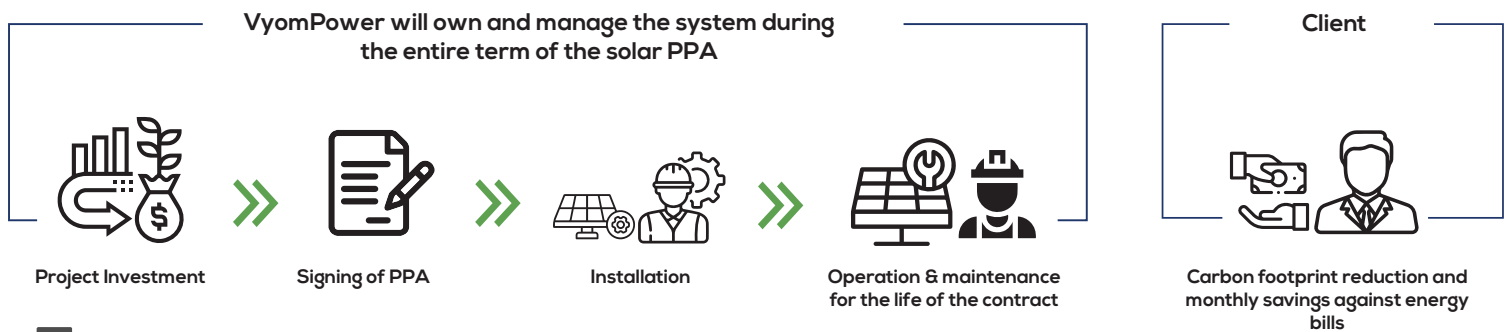 VyomPower will own and manage the system during
the entire term of the solar PPA
Client
$
Project Investment
Signing of PPA
Installation
Operation & maintenance
for the life of the contract
Carbon footprint reduction and
monthly savings against energy
bills